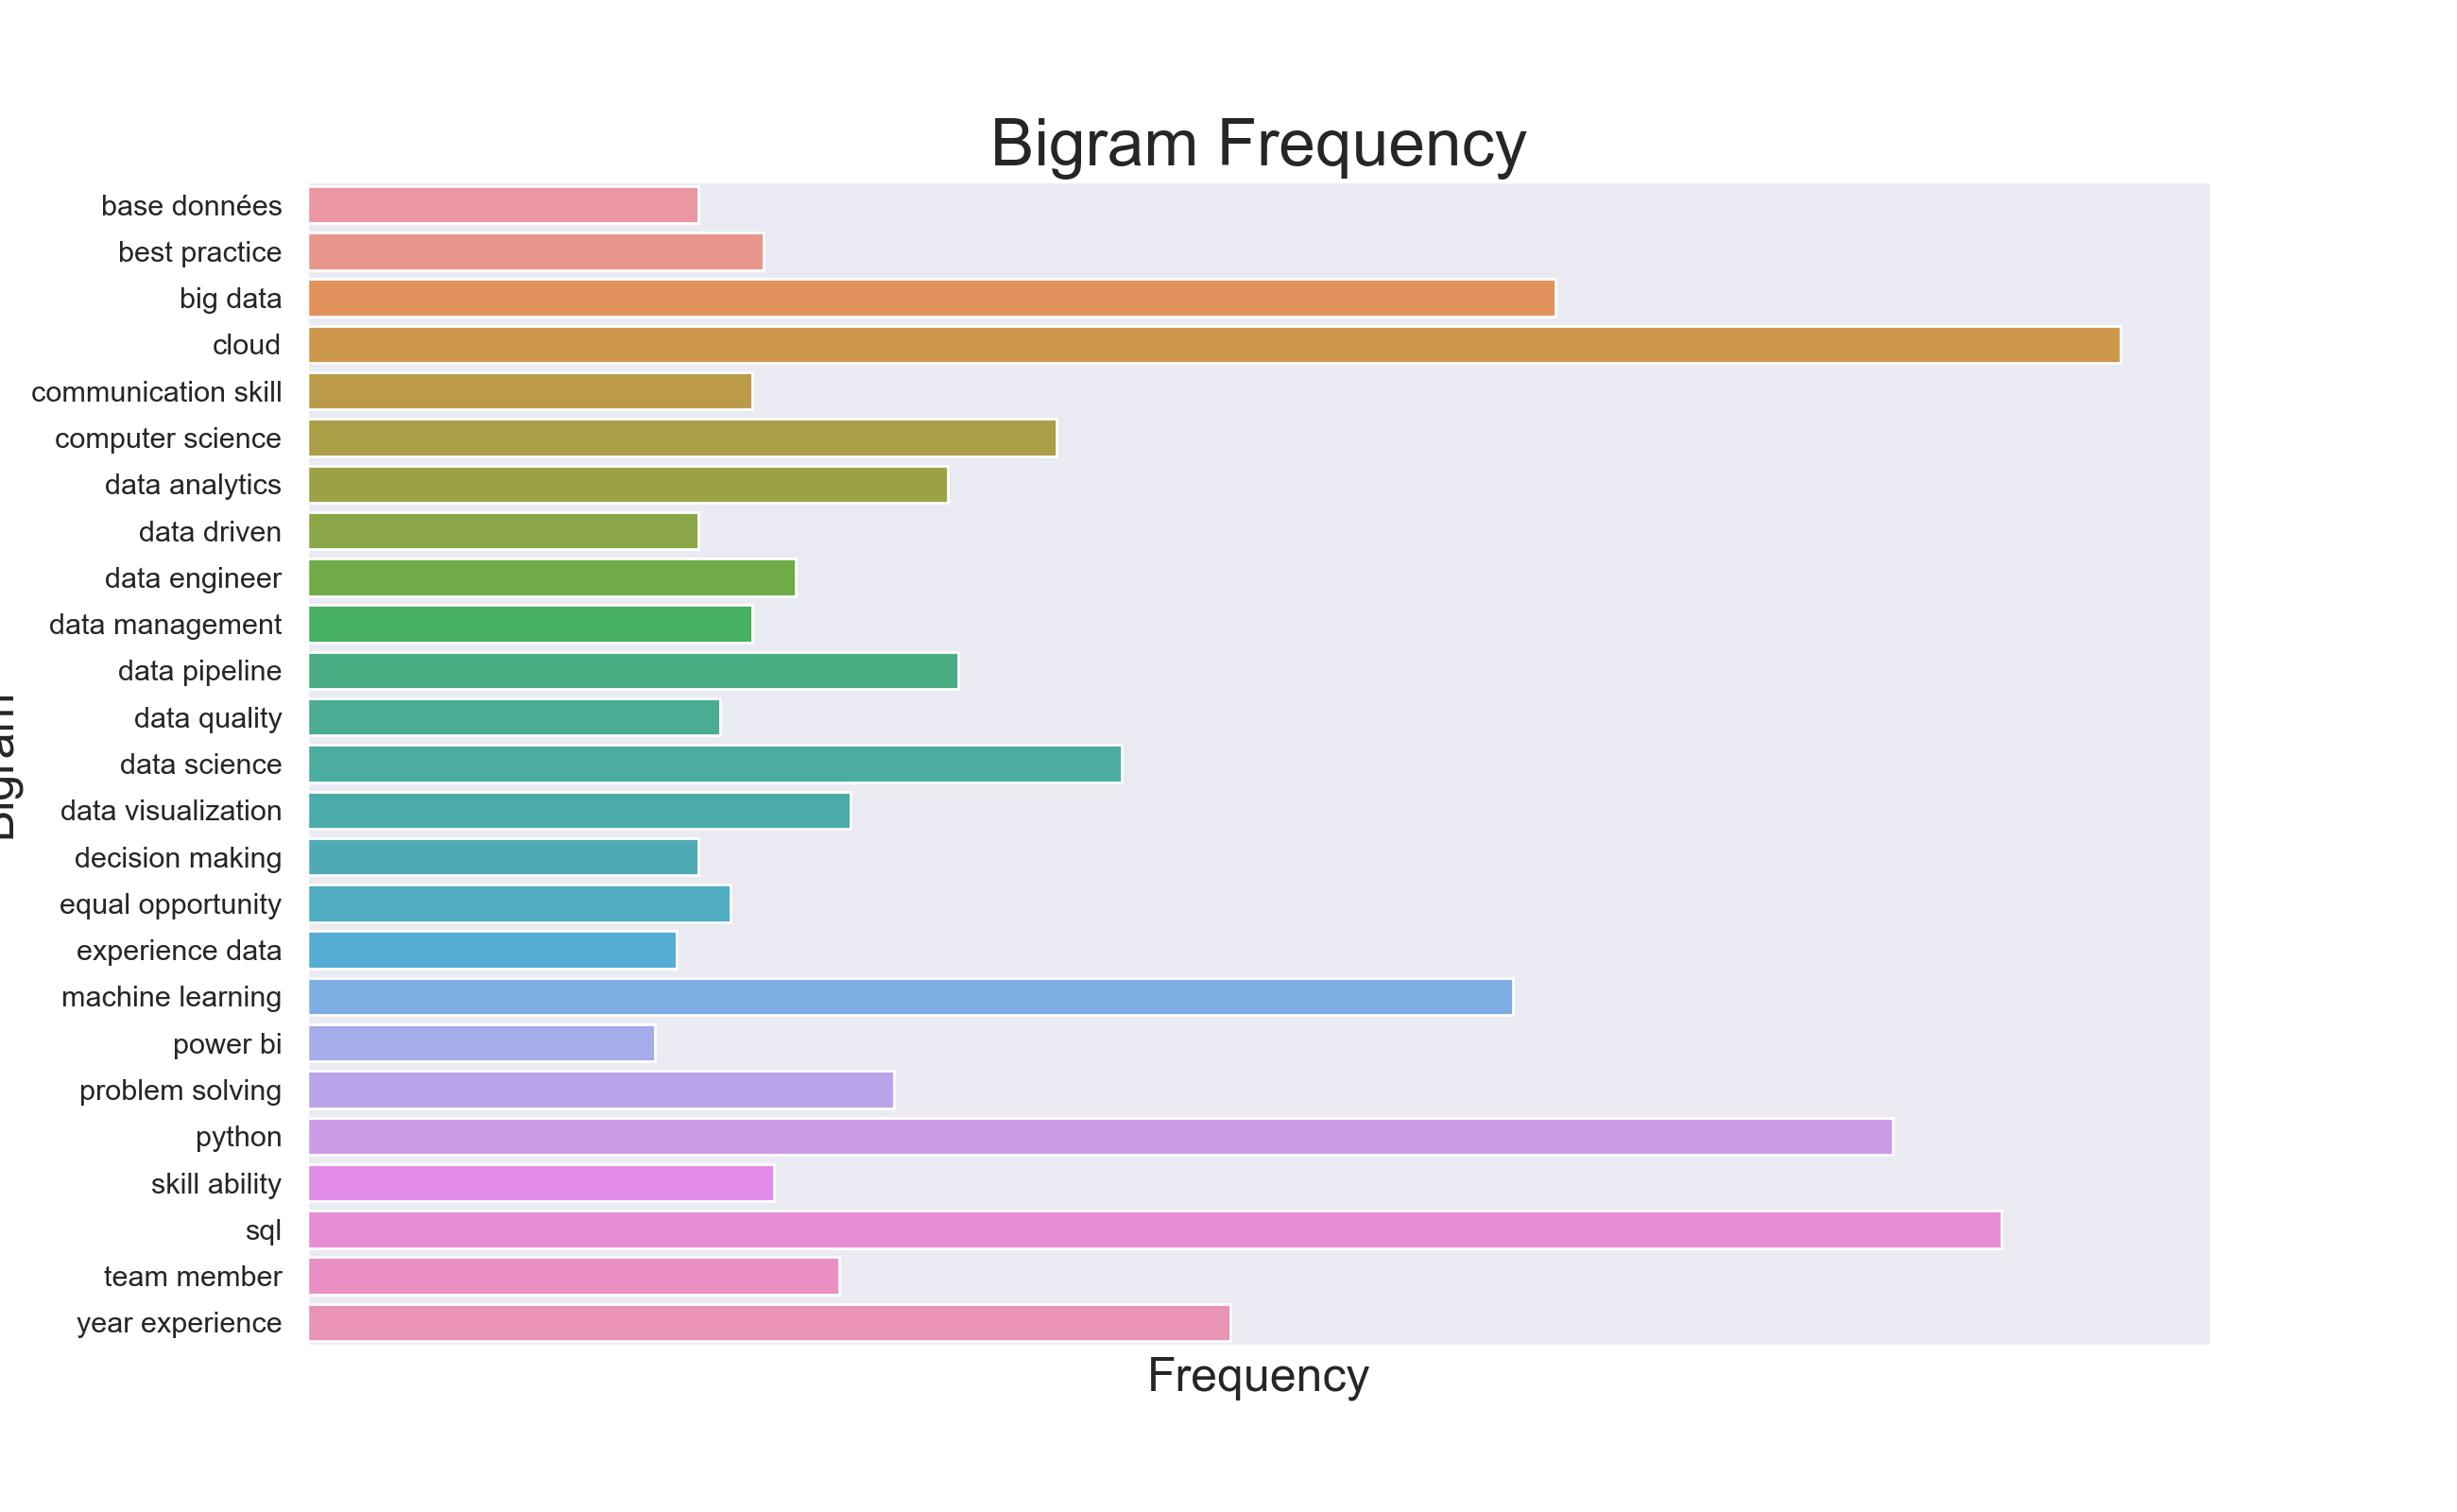 Bigram Frequency
base données
best practice
big data
cloud
communication skill
computer science
data analytics
data driven
data engineer
data management
data pipeline
data quality
data science
data visualization
decision making
equal opportunity
experience data
machine learning
power bi
problem solving
python
skill ability
sql
team member
year experience
Bigram
Frequency